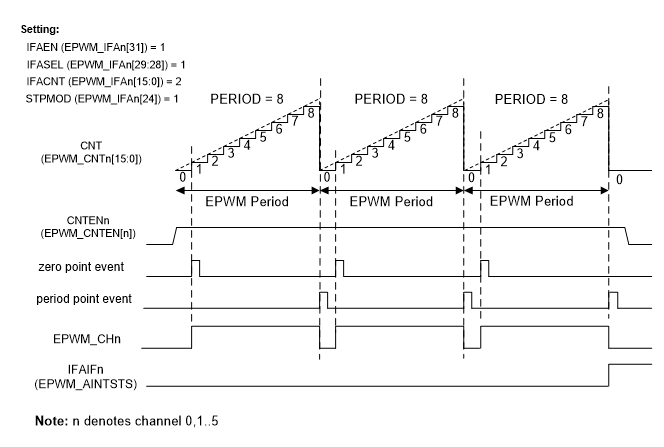 Setting:
IFAEN (EPWM_IFAn[31]) = 1
IFASEL (EPWM_IFAn[29:28]) = 1
IFACNT (EPWM_IFAn[15:0]) = 2
STPMOD (EPWM_IFAn[24]) = 1
PERIOD = 8 PERIOD = 8 PERIOD = 8
CNT
(EPWM_CNTn[15:0])
0 1 2 3 4 5 6 7 8 0 1 2 3 4 5 6 7 8 0 1 2 3 4 5 6 7 8 0
EPWM Period EPWM Period EPWM Period
CNTENn
(EPWM_CNTEN[n])
zero point event
period point event
EPWM_CHn
IFAIFn
(EPWM_AINTSTS)
Note: n denotes channel 0,1..5